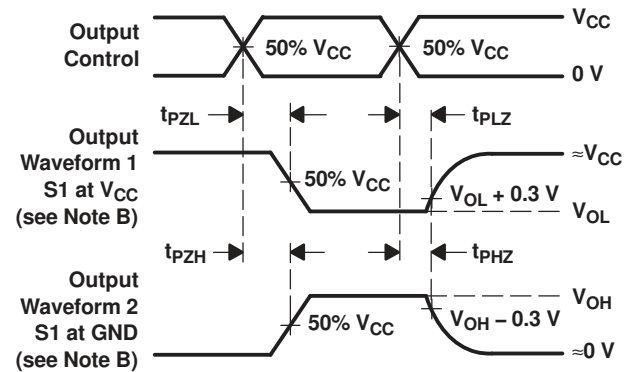 Output
Control
50% VCC
50% VCC
VCC
0 V
tPZL
tPLZ
Output
Waveform 1
S1 at VCC
(see Note B)
50% VCC
≈VCC
VOL + 0.3 V
VOL
tPZH
tPHZ
Output
Waveform 2
S1 at GND
(see Note B)
50% VCC
VOH
VOH – 0.3 V
≈0 V